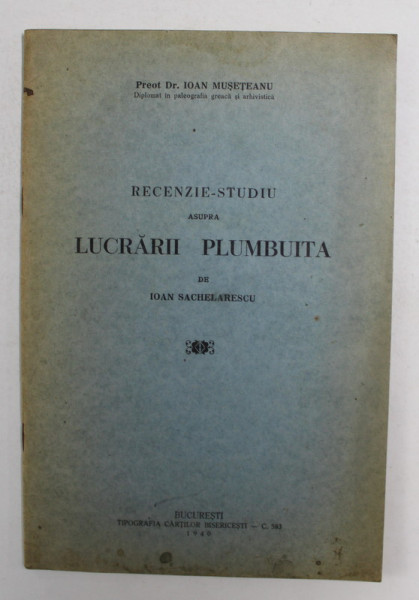 Preot Dr. IOAN MUȘEȚEANU
Diplomat în paleografia greacă și arhivistică
RECENZIE-STUDIU
ASUPRA
LUCRĂRII PLUMBUITA
DE
IOAN SACHELARESCU
BUCUREȘTI
TIPOGRAFIA CĂRȚILOR BISERICEȘTI — C. 593
1940